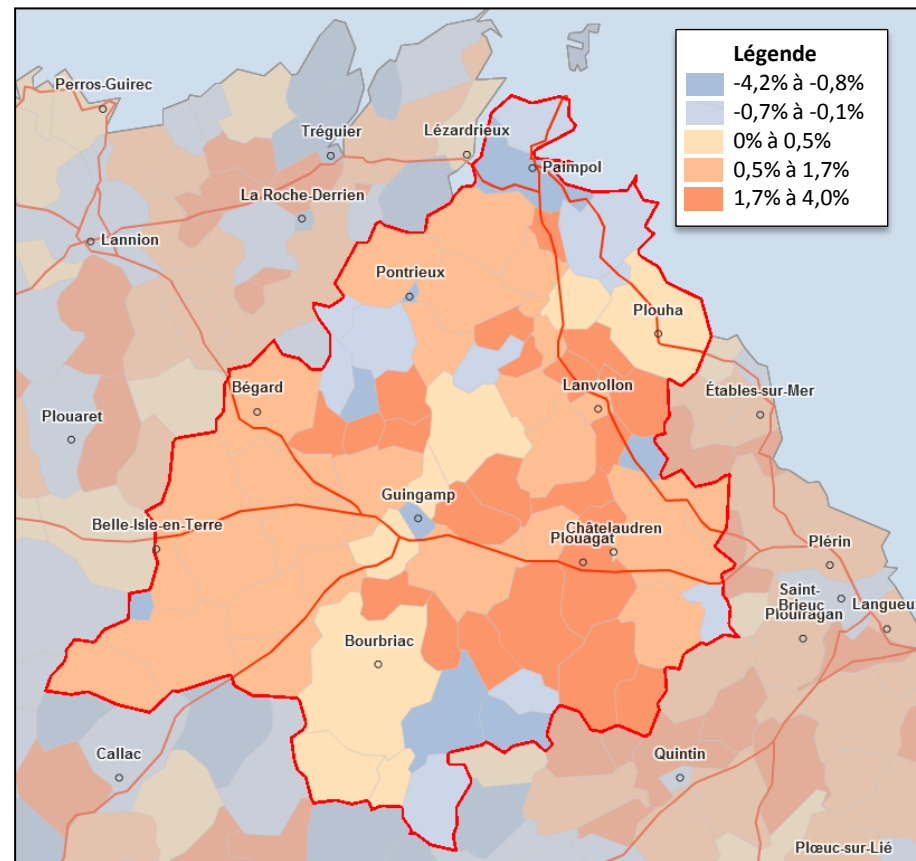 Légende
-4,2% à -0,8%
-0,7% à -0,1%
0% à 0,5%
0,5% à 1,7%
1,7% à 4,0%
Perros-Guirec
Tréguier
Lézardrieux
Paimpol
La Roche-Derrien
Lannion
Pontrieux
Plouha
Bégard
Lanvollon
Étables-sur-Mer
Plouaret
Guingamp
Belle-Isle-en-Terre
Châtelaudren
Plouagat
Plérin
Saint-
Brieuc
Langueux
Ploufragan
Bourbriac
Callac
Quintin
Plœuc-sur-Lié